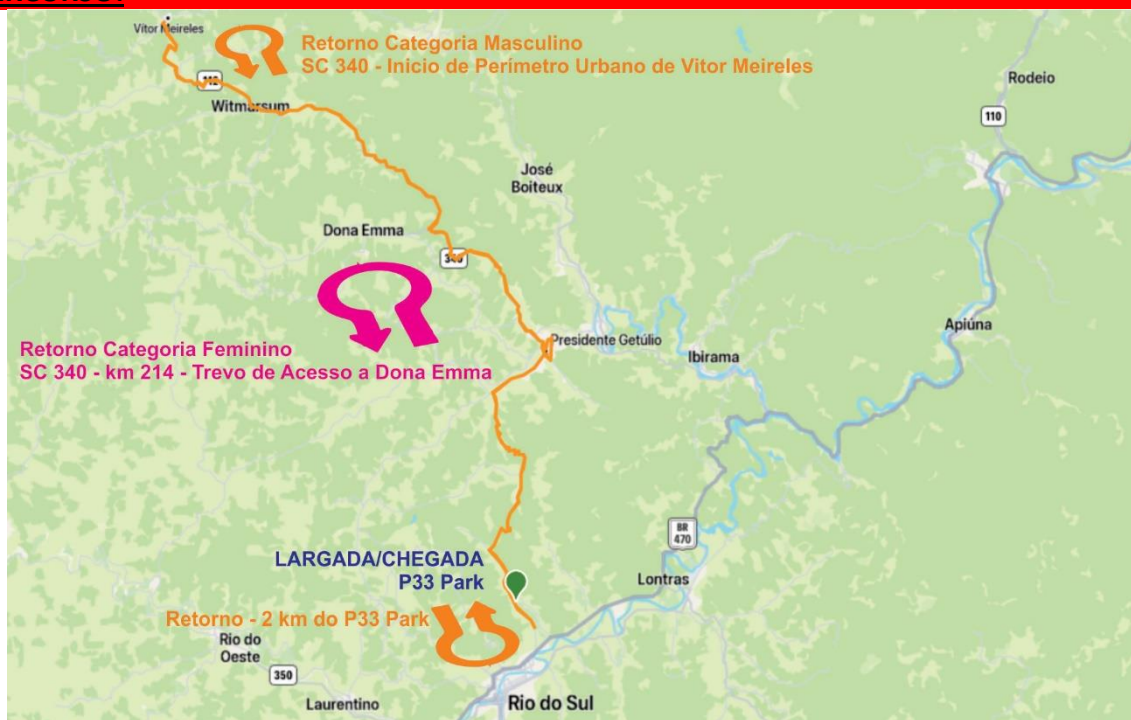 Vítor Meireles
Retorno Categoria Masculino
SC 340 - Inicio de Perímetro Urbano de Vitor Meireles
Witmarsum
Rodeio
110
José
Boiteux
Dona Emma
340
Retorno Categoria Feminino
SC 340 - km 214 - Trevo de Acesso a Dona Emma
Presidente Getúlio
Ibirama
Apiúna
BR
470
LARGADA/CHEGADA
P33 Park
Lontras
Retorno - 2 km do P33 Park
Rio do
Oeste
350
Laurentino
Rio do Sul